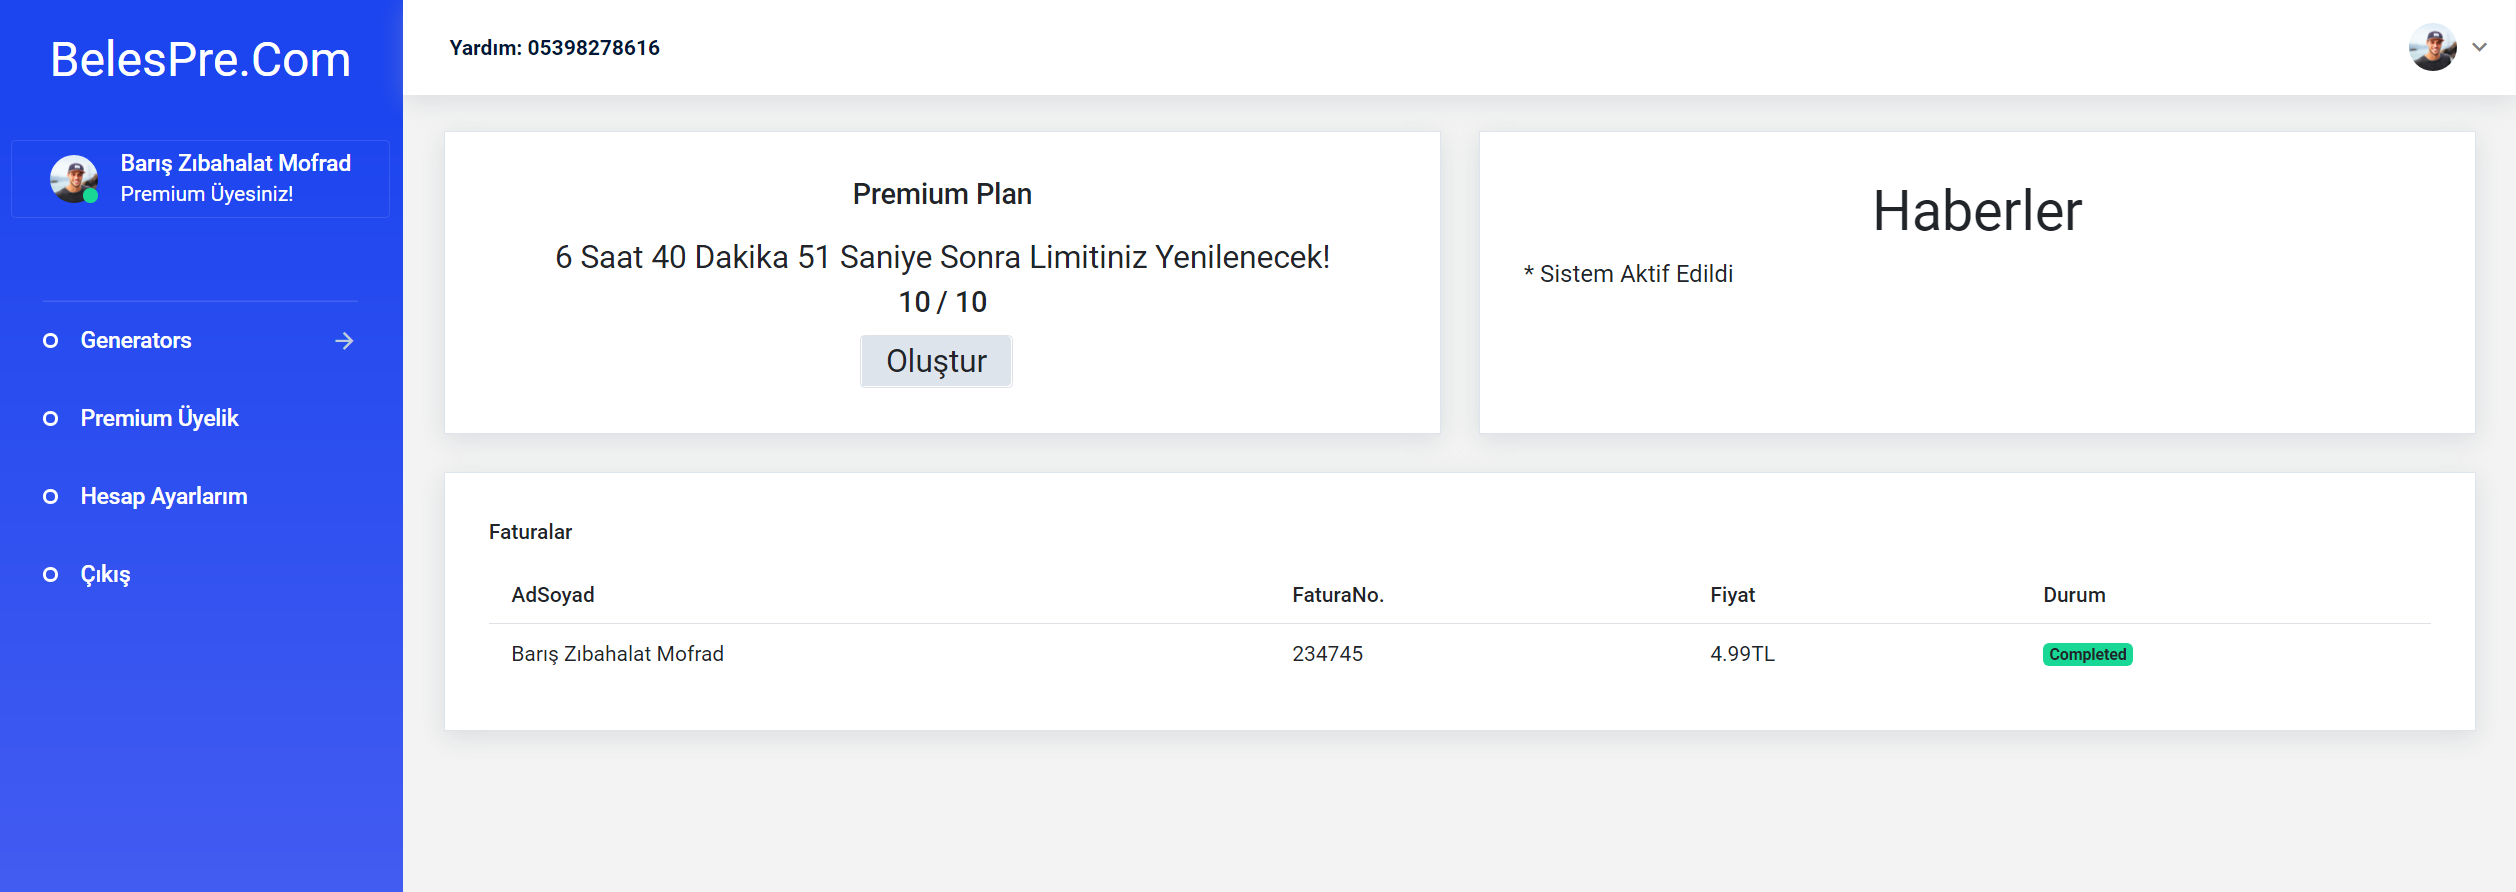 BelesPre.Com
Barış Zıbahalat Mofrad
Premium Üyesiniz!
Generators
Premium Üyelik
Hesap Ayarlarım
Çıkış
Yardım: 05398278616
Premium Plan
6 Saat 40 Dakika 51 Saniye Sonra Limitiniz Yenilenecek!
10 / 10
Oluştur
Haberler
* Sistem Aktif Edildi
Faturalar
AdSoyad FaturaNo. Fiyat Durum
Barış Zıbahalat Mofrad 234745 4.99TL Completed